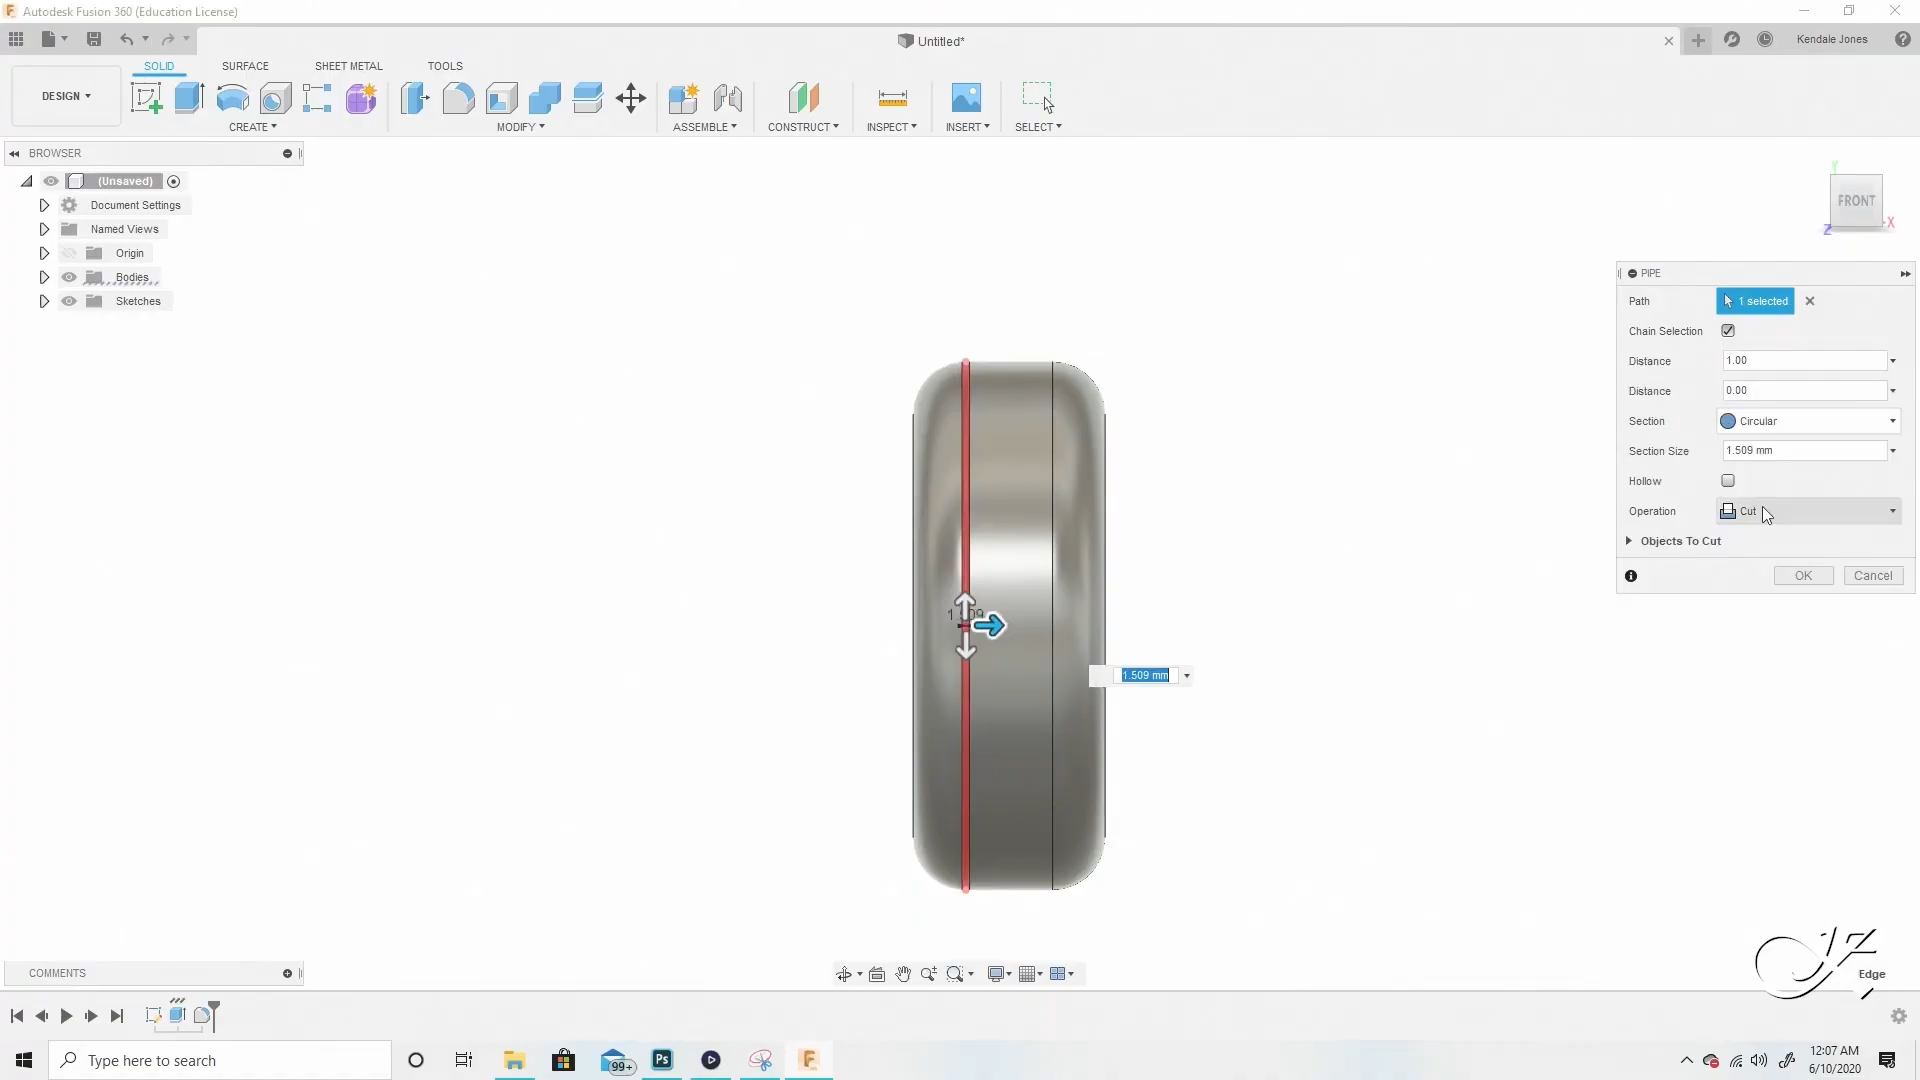 Autodesk Fusion 360 (Education License)
Untitled*
Kendale Jones
DESIGN
SOLID
SURFACE
SHEET METAL
TOOLS
CREATE
MODIFY
ASSEMBLE
CONSTRUCT
INSPECT
INSERT
SELECT
BROWSER
(Unsaved)
Document Settings
Named Views
Origin
Bodies
Sketches
Y
FRONT
X
Z
PIPE
Path
1 selected
Chain Selection
Distance
1.00
Distance
0.00
Section
Circular
Section Size
1.509 mm
Hollow
Operation
Cut
Objects To Cut
OK
Cancel
1.509 mm
COMMENTS
Edge
Type here to search
99+
Ps
12:07 AM
6/10/2020